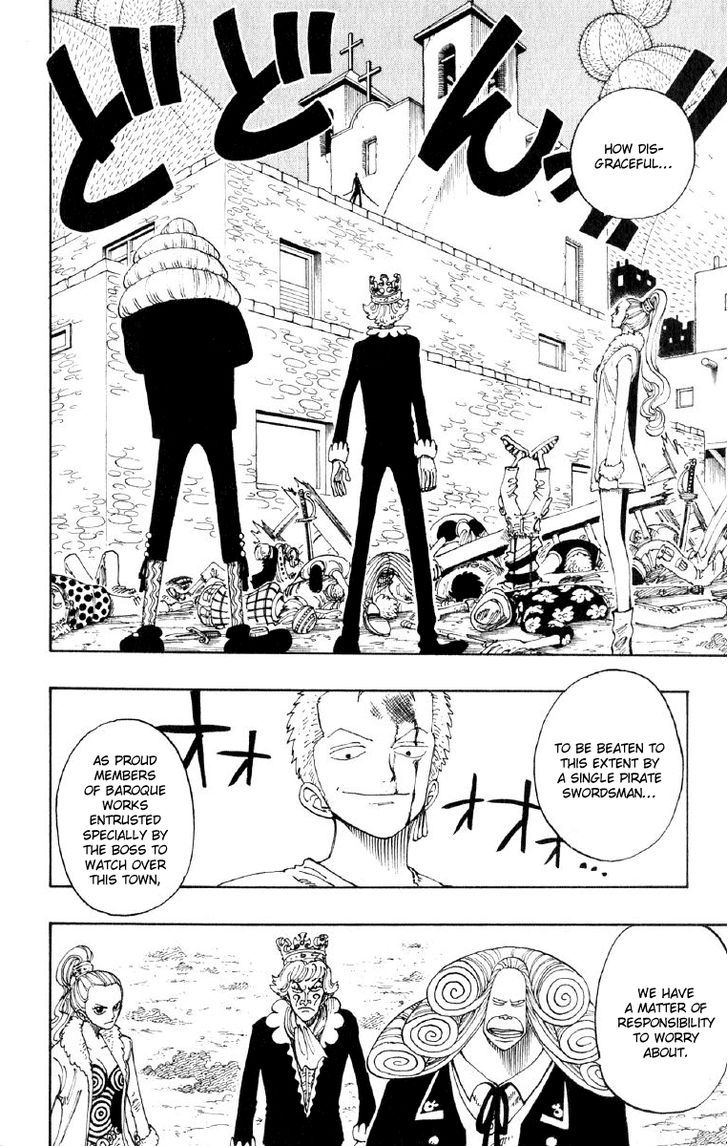 どどん
HOW DIS-
GRACEFUL...
TO BE BEATEN TO
THIS EXTENT BY
A SINGLE PIRATE
SWORDSMAN...
オオ
オオオ...
AS PROUD
MEMBERS
OF BAROQUE
WORKS
ENTRUSTED
SPECIALLY BY
THE BOSS TO
WATCH OVER
THIS TOWN,
WE HAVE
A MATTER OF
RESPONSIBILITY
TO WORRY
ABOUT.